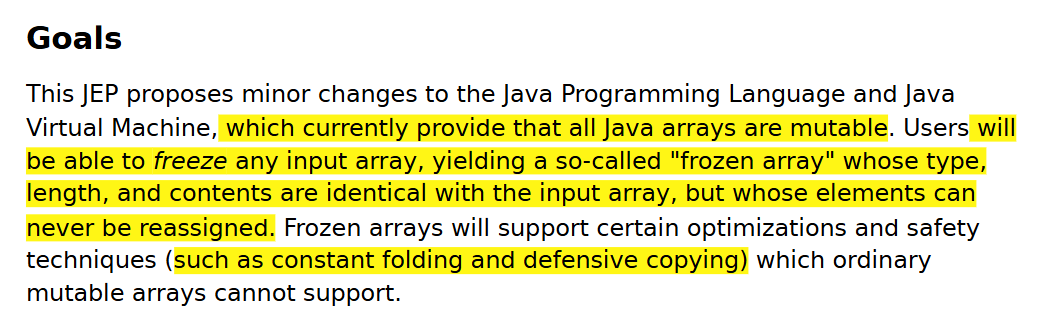 Goals
This JEP proposes minor changes to the Java Programming Language and Java
Virtual Machine, which currently provide that all Java arrays are mutable. Users will
be able to freeze any input array, yielding a so-called "frozen array" whose type,
length, and contents are identical with the input array, but whose elements can
never be reassigned. Frozen arrays will support certain optimizations and safety
techniques (such as constant folding and defensive copying) which ordinary
mutable arrays cannot support.